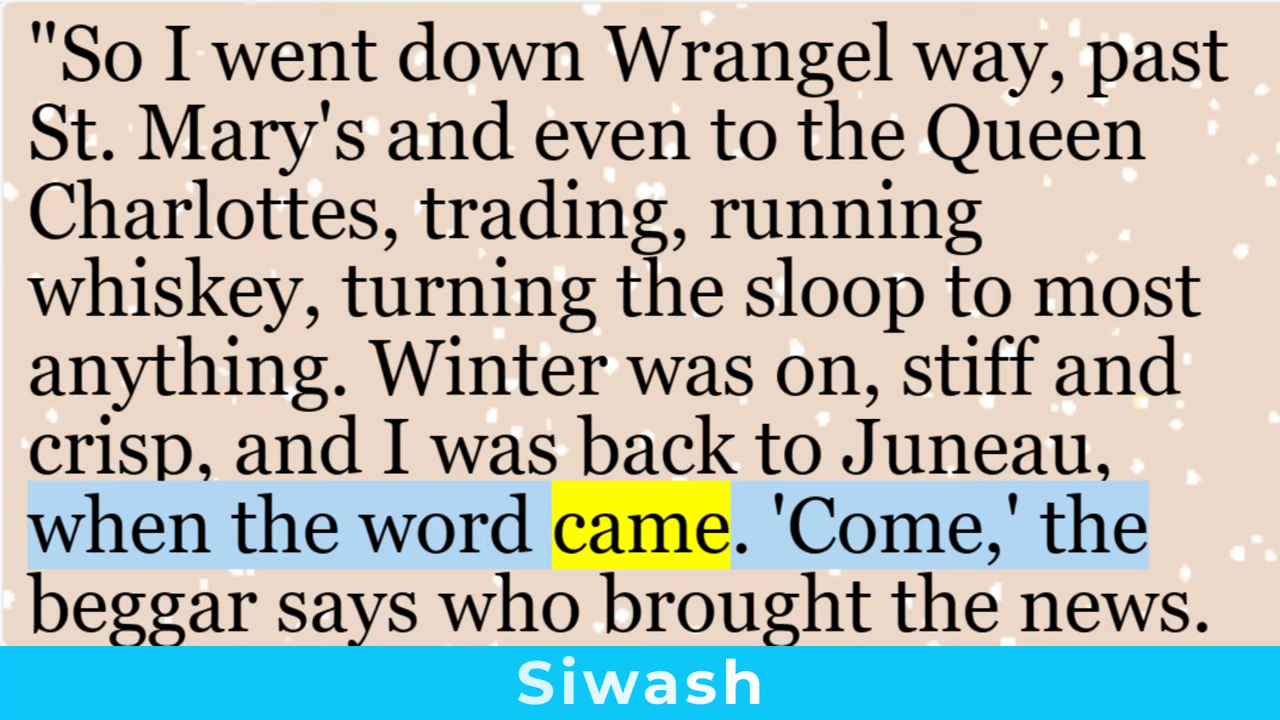 "So I went down Wrangel way, past
St. Mary's and even to the Queen
Charlottes, trading, running
whiskey, turning the sloop to most
anything. Winter was on, stiff and
crisp, and I was back to Juneau,
when the word came. 'Come,' the
beggar says who brought the news.
Siwash